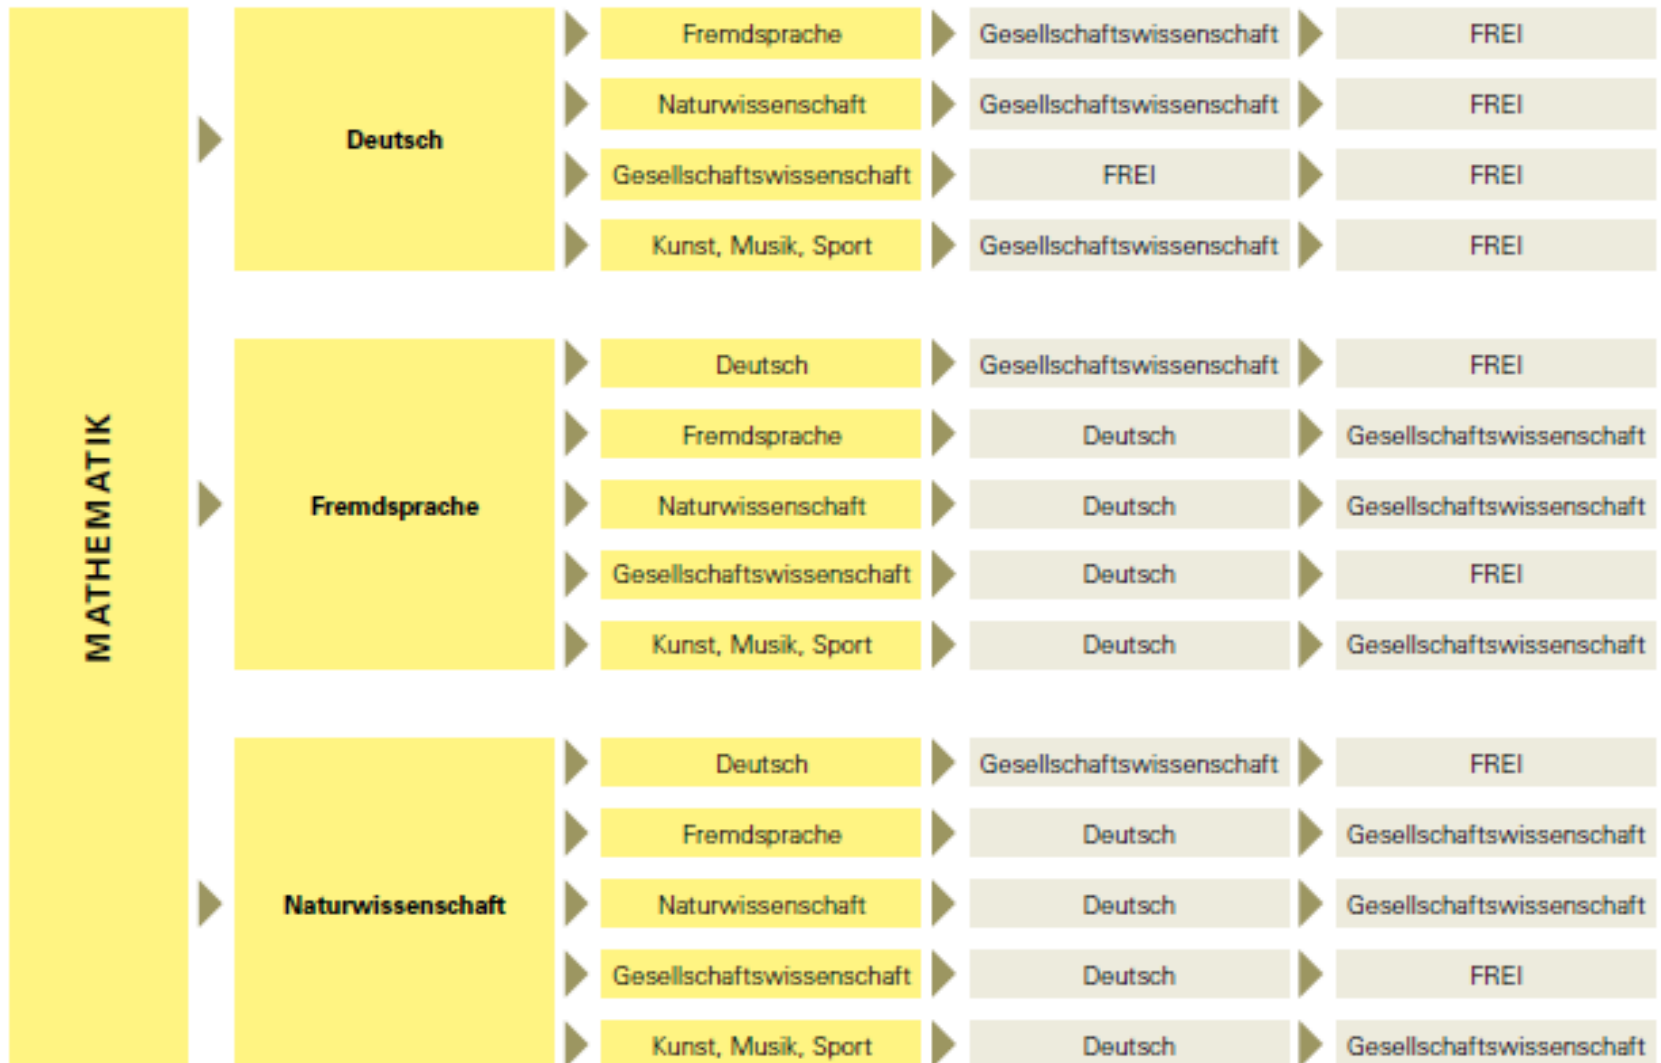 MATHEMATIK
Deutsch
Fremdsprache Gesellschaftswissenschaft FREI
Naturwissenschaft Gesellschaftswissenschaft FREI
Gesellschaftswissenschaft FREI FREI
Kunst, Musik, Sport Gesellschaftswissenschaft FREI
Fremdsprache
Deutsch Gesellschaftswissenschaft FREI
Fremdsprache Deutsch Gesellschaftswissenschaft
Naturwissenschaft Deutsch Gesellschaftswissenschaft
Gesellschaftswissenschaft Deutsch FREI
Kunst, Musik, Sport Deutsch Gesellschaftswissenschaft
Naturwissenschaft
Deutsch Gesellschaftswissenschaft FREI
Fremdsprache Deutsch Gesellschaftswissenschaft
Naturwissenschaft Deutsch Gesellschaftswissenschaft
Gesellschaftswissenschaft Deutsch FREI
Kunst, Musik, Sport Deutsch Gesellschaftswissenschaft